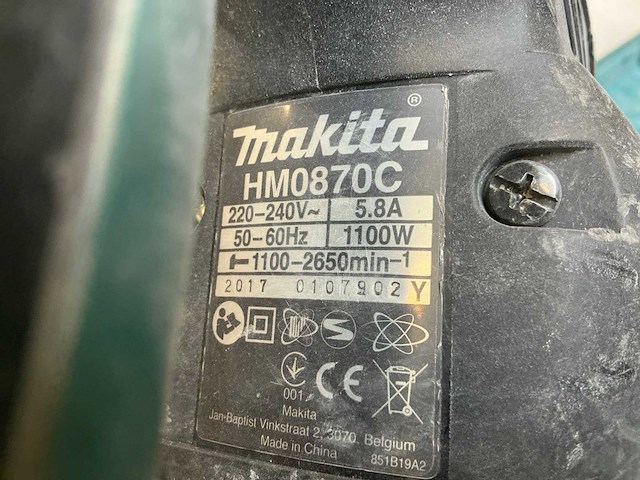 makita®
HM0870C
220-240V~ 5.8A
50-60Hz 1100W
1100-2650min-1
2017 0107902 Y
001
Makita
Jan-Baptist Vinkstraat 2, 3070, Belgium
Made in China 851B19A2